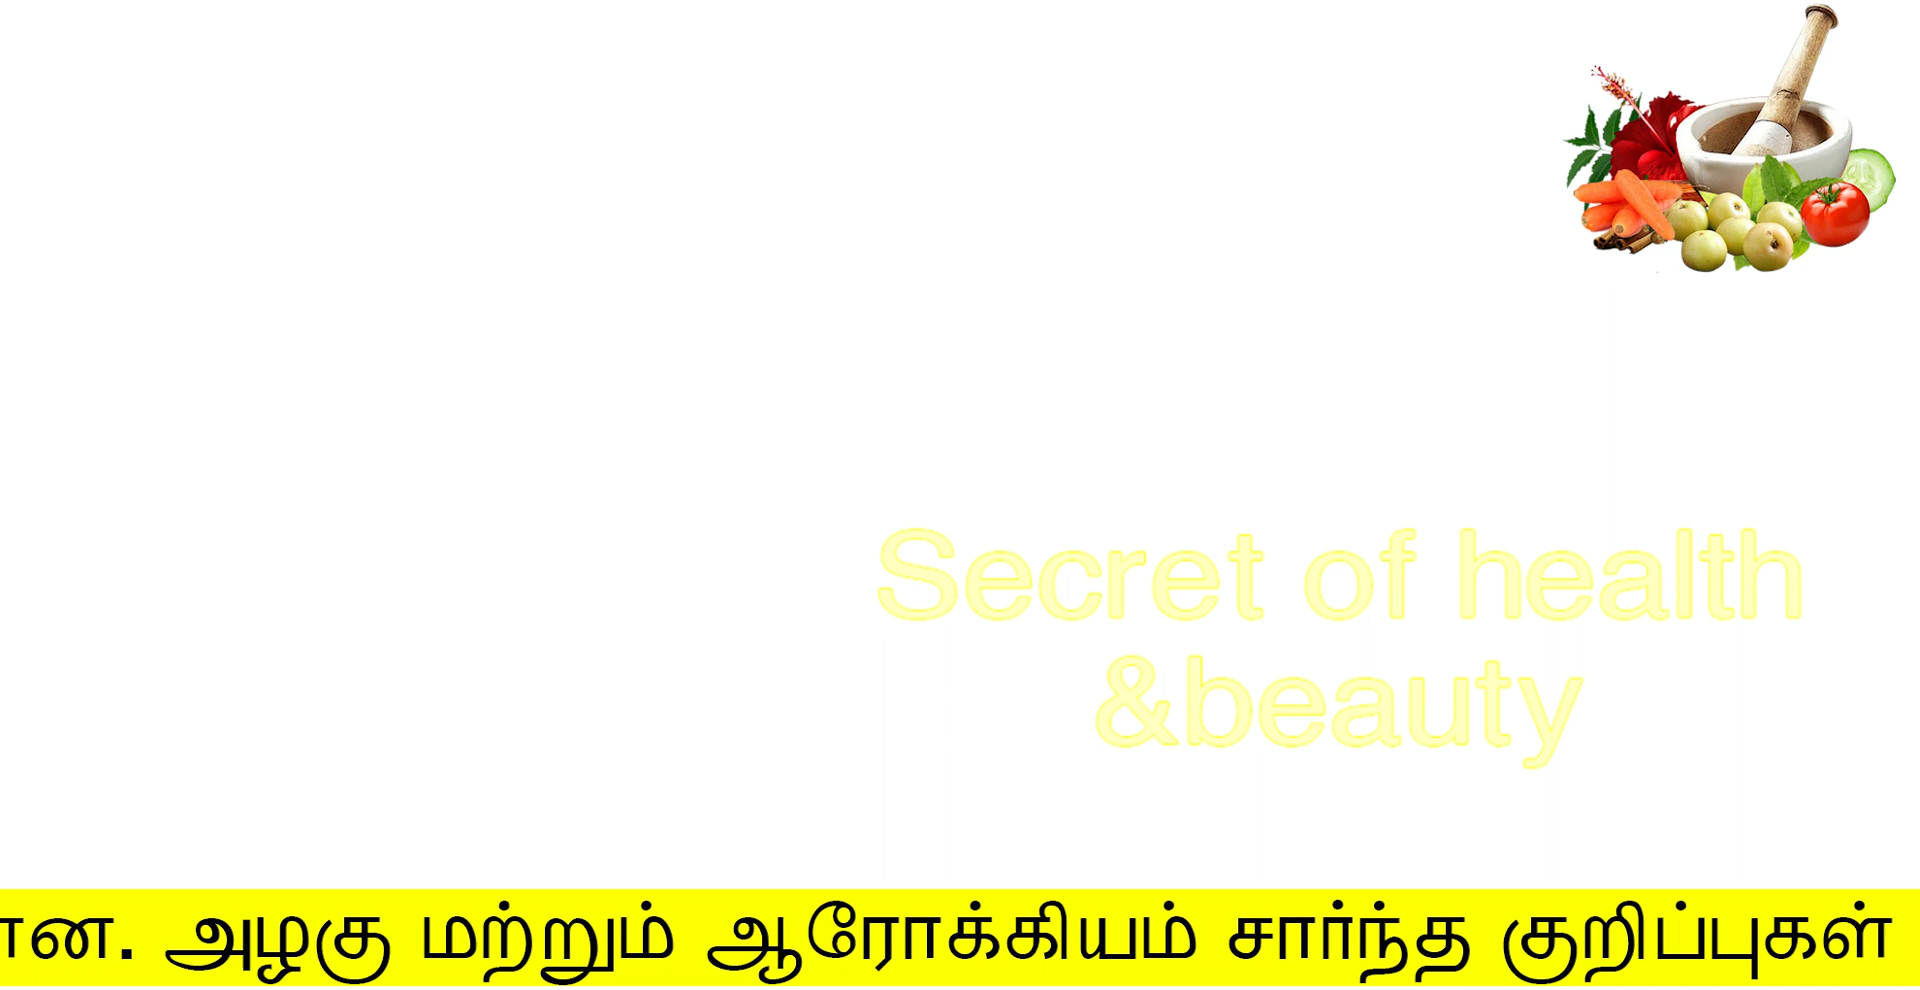 Secret of health
&beauty
ான. அழகு மற்றும் ஆரோக்கியம் சார்ந்த குறிப்புகள்